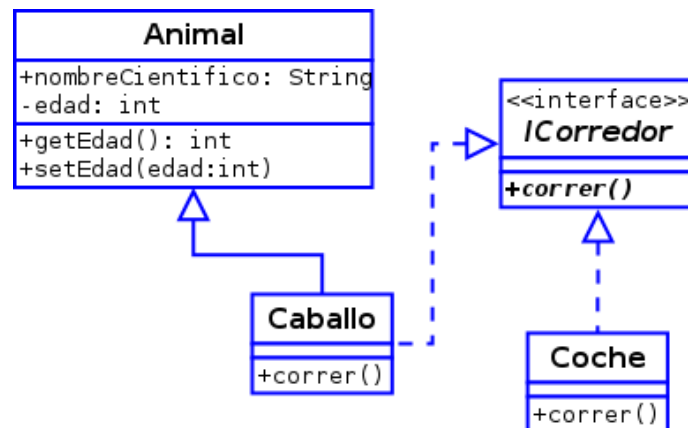 Animal
+nombreCientifico: String
-edad: int
+getEdad(): int
+setEdad(edad:int)
<<interface>>
ICorredor
+correr()
Caballo
+correr()
Coche
+correr()